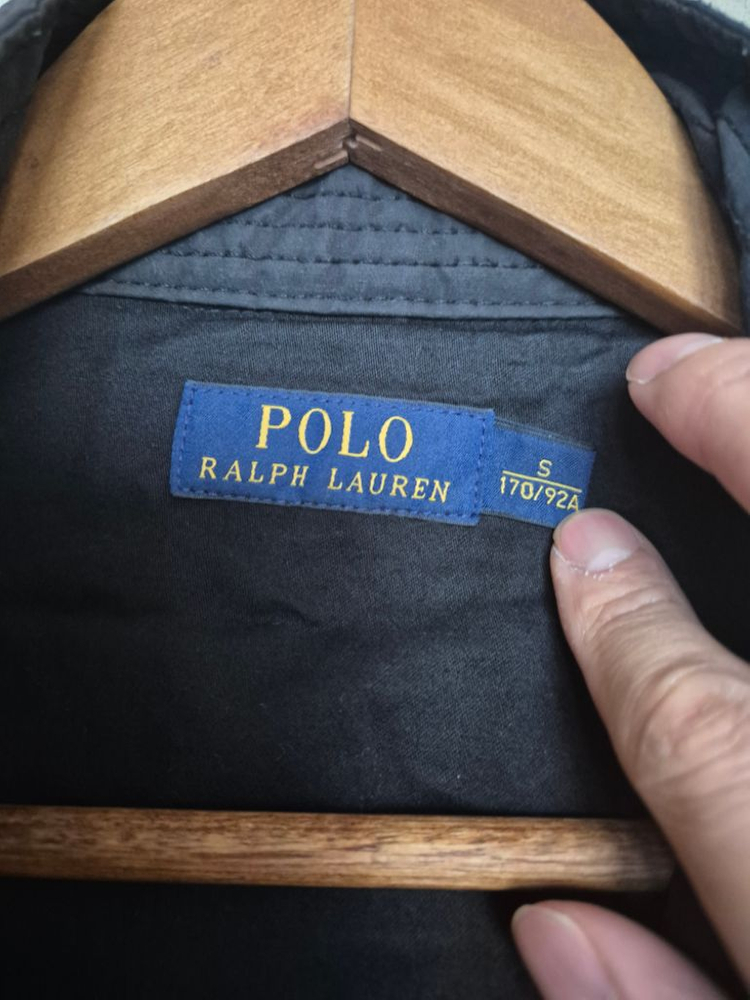 POLO
RALPH LAUREN
S
170/92A